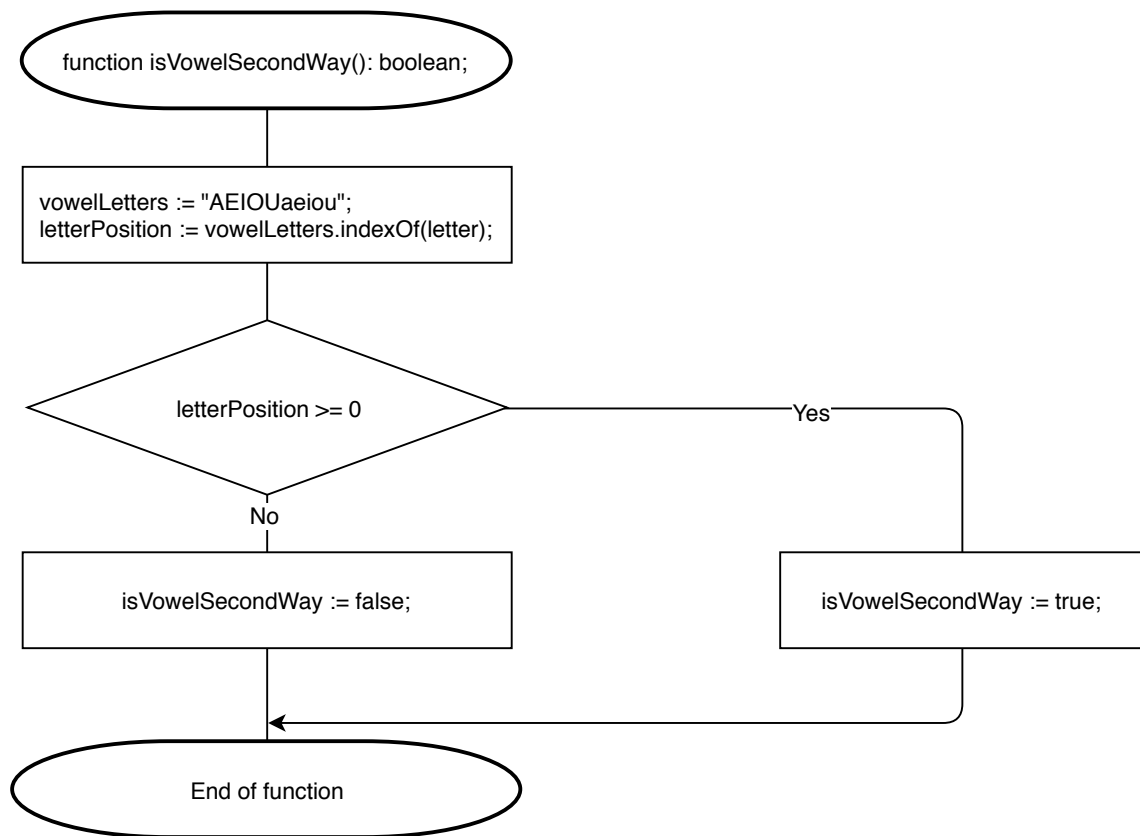 function isVowelSecondWay(): boolean;
vowelLetters := "AEIOUaeiou";
letterPosition := vowelLetters.indexOf(letter);
letterPosition >= 0
Yes
No
isVowelSecondWay := false;
isVowelSecondWay := true;
End of function